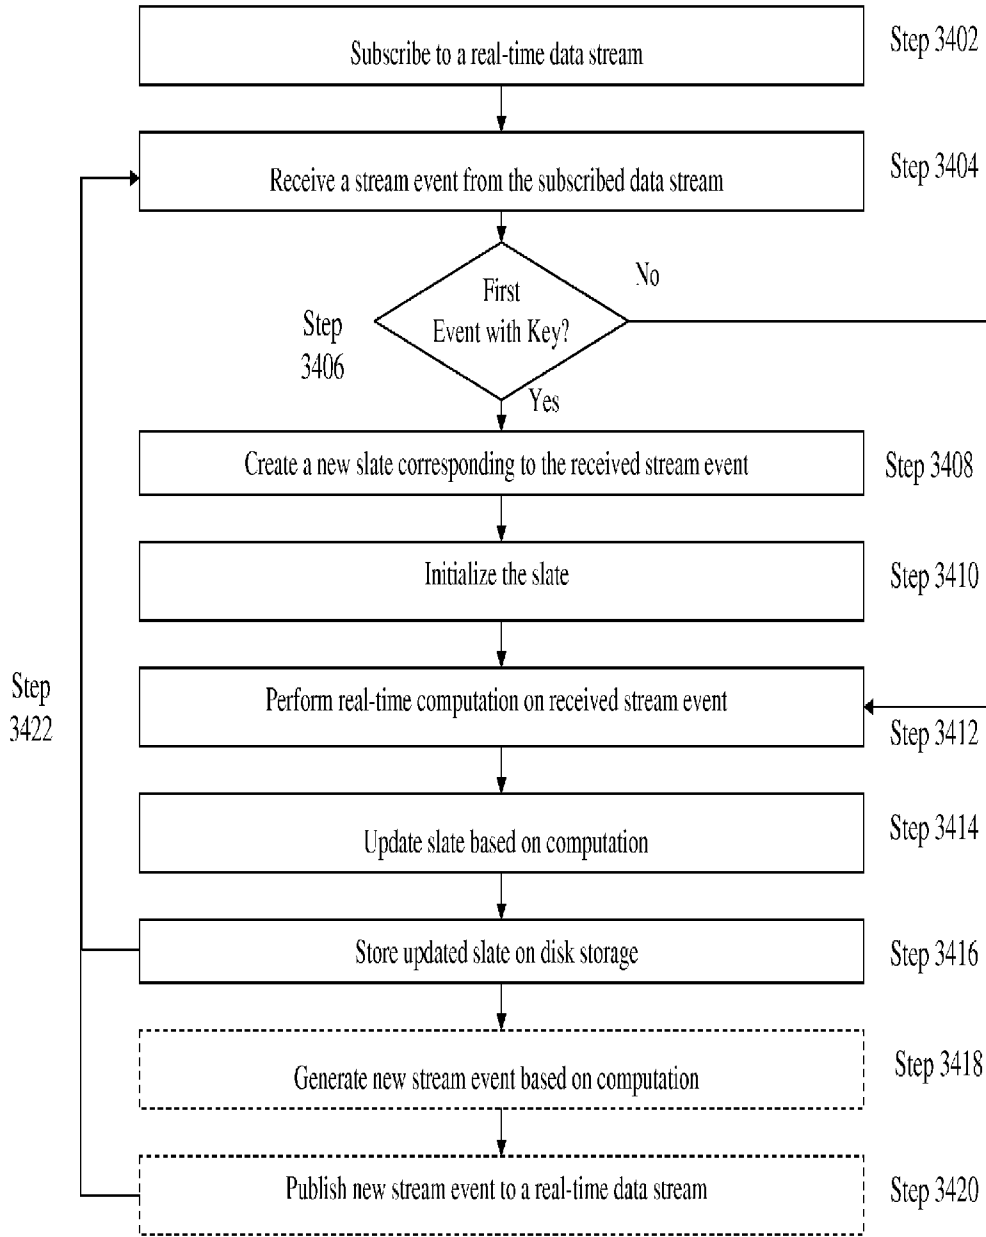 Subscribe to a real-time data stream
Step 3402
Receive a stream event from the subscribed data stream
Step 3404
First
Event with Key?
No
Step
3406
Yes
Create a new slate corresponding to the received stream event
Step 3408
Initialize the slate
Step 3410
Perform real-time computation on received stream event
Step 3412
Step
3422
Update slate based on computation
Step 3414
Store updated slate on disk storage
Step 3416
Generate new stream event based on computation
Step 3418
Publish new stream event to a real-time data stream
Step 3420